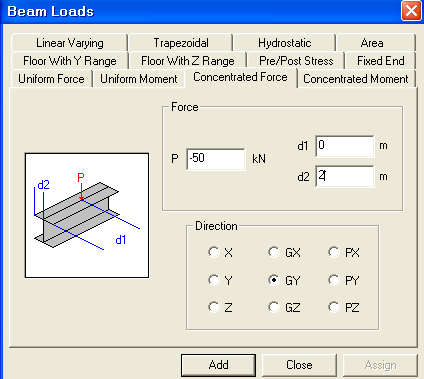 Beam Loads
Linear Varying Trapezoidal Hydrostatic Area
Floor With Y Range Floor With Z Range Pre/Post Stress Fixed End
Uniform Force Uniform Moment Concentrated Force Concentrated Moment
Force
P -50 kN
d1 0 m
d2 2 m
d2 P
d1
Direction
X GX PX
Y GY PY
Z GZ PZ
Add Close Assign